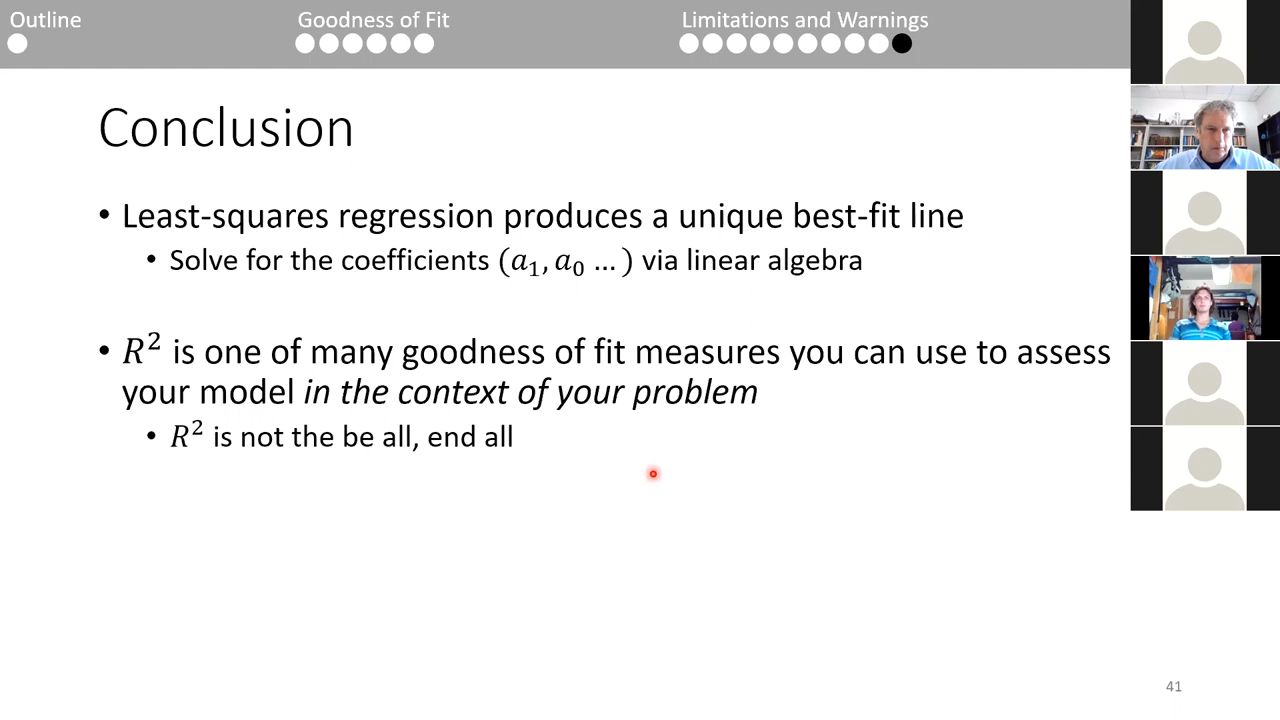 Outline
Goodness of Fit
Limitations and Warnings
Conclusion
• Least-squares regression produces a unique best-fit line
• Solve for the coefficients (𝑎₁, 𝑎₀ … ) via linear algebra
• 𝑅² is one of many goodness of fit measures you can use to assess
your model in the context of your problem
• 𝑅² is not the be all, end all
41